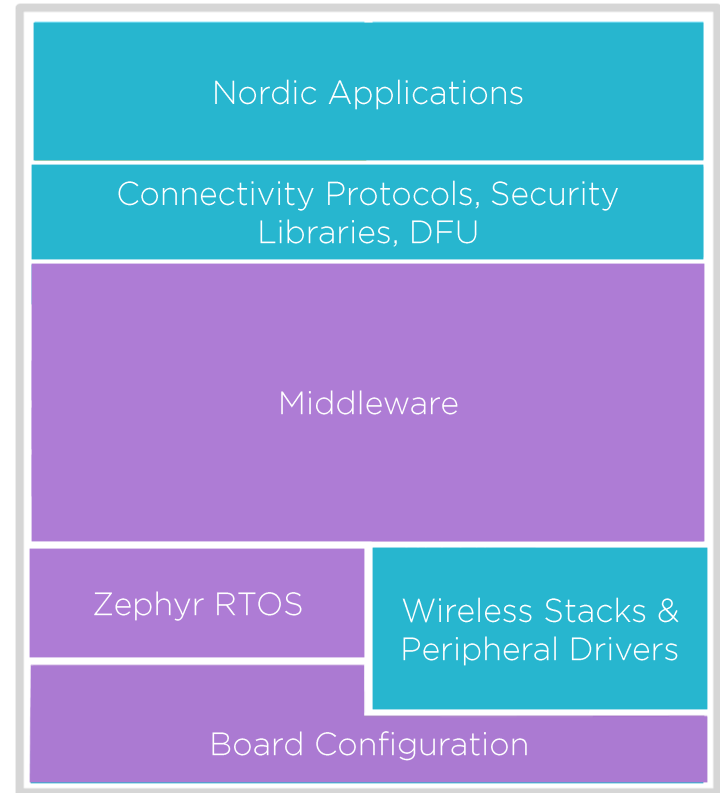 Nordic Applications
Connectivity Protocols, Security
Libraries, DFU
Middleware
Zephyr RTOS
Wireless Stacks &
Peripheral Drivers
Board Configuration